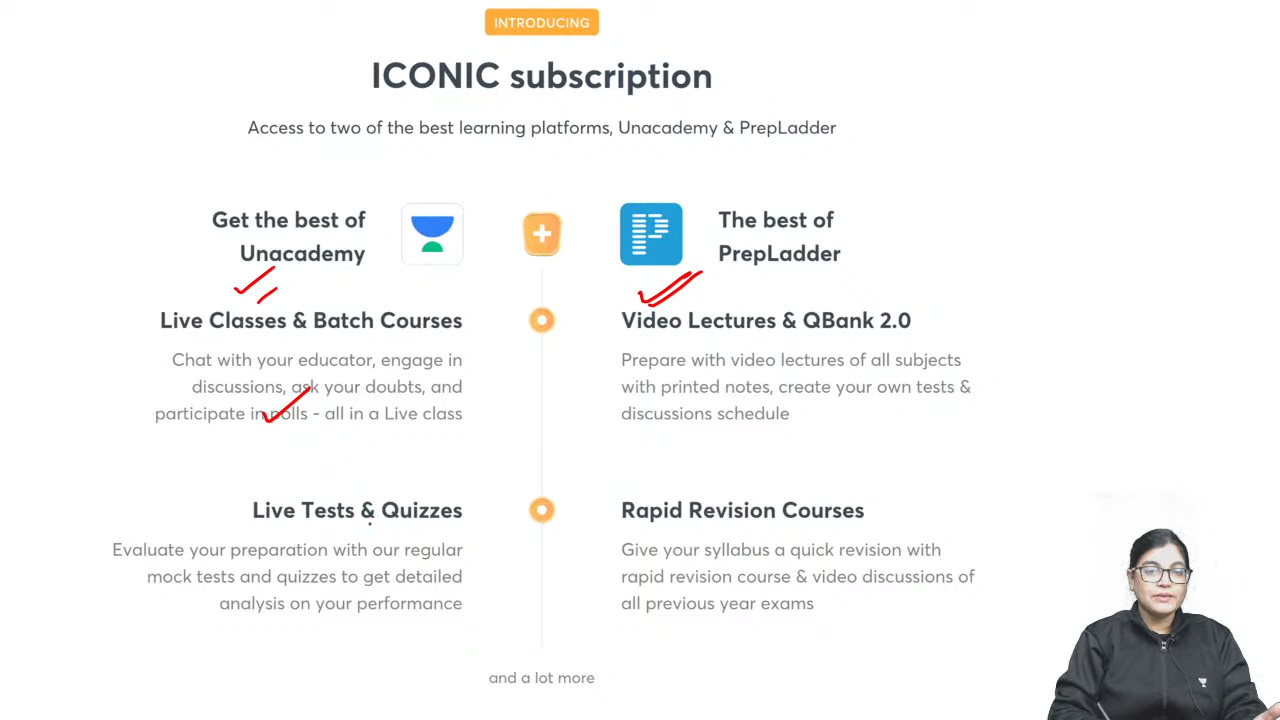 INTRODUCING
ICONIC subscription
Access to two of the best learning platforms, Unacademy & PrepLadder
Get the best of
Unacademy
The best of
PrepLadder
Live Classes & Batch Courses
Chat with your educator, engage in
discussions, ask your doubts, and
participate in polls - all in a Live class
Video Lectures & QBank 2.0
Prepare with video lectures of all subjects
with printed notes, create your own tests &
discussions schedule
Live Tests & Quizzes
Evaluate your preparation with our regular
mock tests and quizzes to get detailed
analysis on your performance
Rapid Revision Courses
Give your syllabus a quick revision with
rapid revision course & video discussions of
all previous year exams
and a lot more